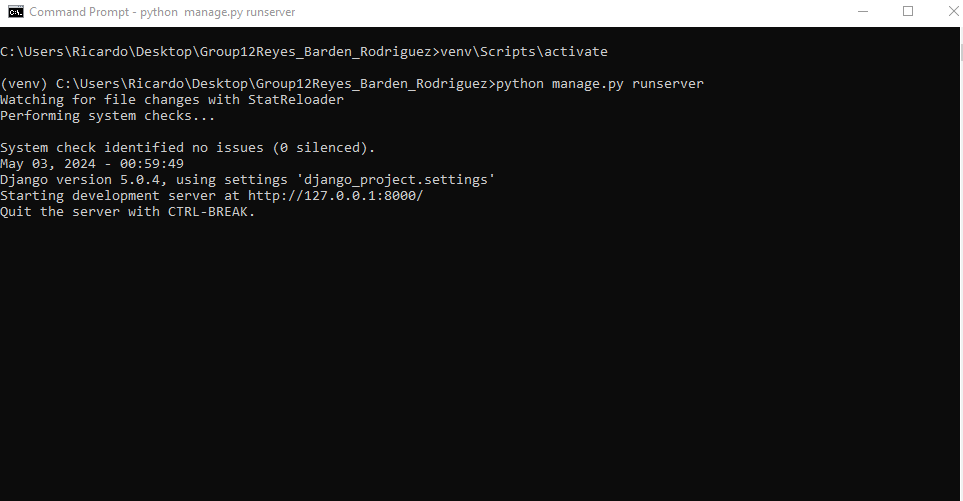 Command Prompt - python  manage.py runserver
C:\Users\Ricardo\Desktop\Group12Reyes_Barden_Rodriguez>venv\Scripts\activate
(venv) C:\Users\Ricardo\Desktop\Group12Reyes_Barden_Rodriguez>python manage.py runserver
Watching for file changes with StatReloader
Performing system checks...
System check identified no issues (0 silenced).
May 03, 2024 - 00:59:49
Django version 5.0.4, using settings 'django_project.settings'
Starting development server at http://127.0.0.1:8000/
Quit the server with CTRL-BREAK.